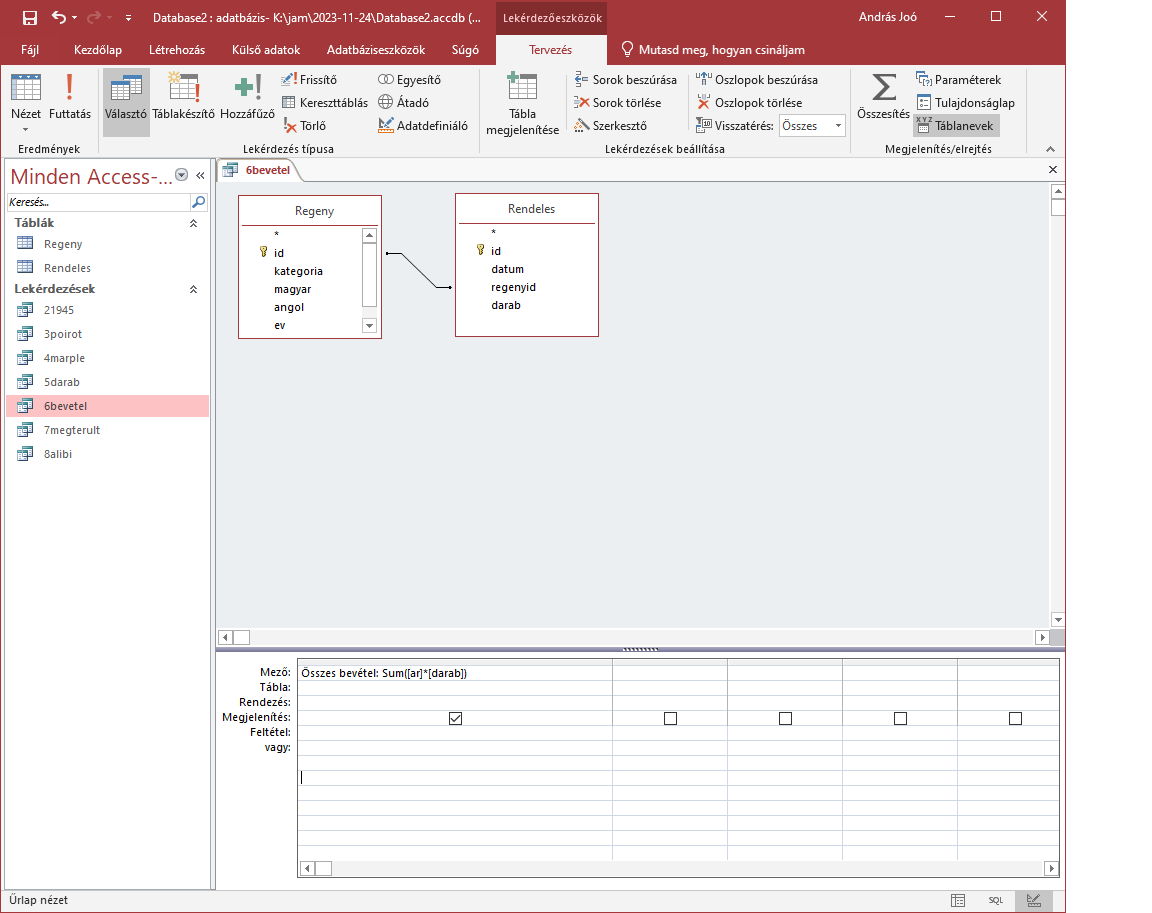 Database2 : adatbázis- K:\jam\2023-11-24\Database2.accdb (...
Lekérdezőeszközök
András Joó
Fájl
Kezdőlap
Létrehozás
Külső adatok
Adatbáziseszközök
Súgó
Tervezés
Mutasd meg, hogyan csináljam
Nézet
Futtatás
Eredmények
Választó
Táblakészítő
Hozzáfűző
Frissítő
Kereszttáblás
Törlő
Egyesítő
Átadó
Adatdefiniáló
Lekérdezés típusa
Tábla
megjelenítése
Sorok beszúrása
Sorok törlése
Szerkesztő
Oszlopok beszúrása
Oszlopok törlése
Visszatérés:
Összes
Lekérdezések beállítása
Összesítés
Paraméterek
Tulajdonságlap
XYZ
Táblanevek
Megjelenítés/elrejtés
Minden Access-...
Keresés...
Táblák
Regeny
Rendeles
Lekérdezések
21945
3poirot
4marple
5darab
6bevetel
7megterult
8alibi
6bevetel
Regeny
*
id
kategoria
magyar
angol
ev
Rendeles
*
id
datum
regenyid
darab
Mező:
Összes bevétel: Sum([ar]*[darab])
Tábla:
Rendezés:
Megjelenítés:
Feltétel:
vagy:
Űrlap nézet
SQL